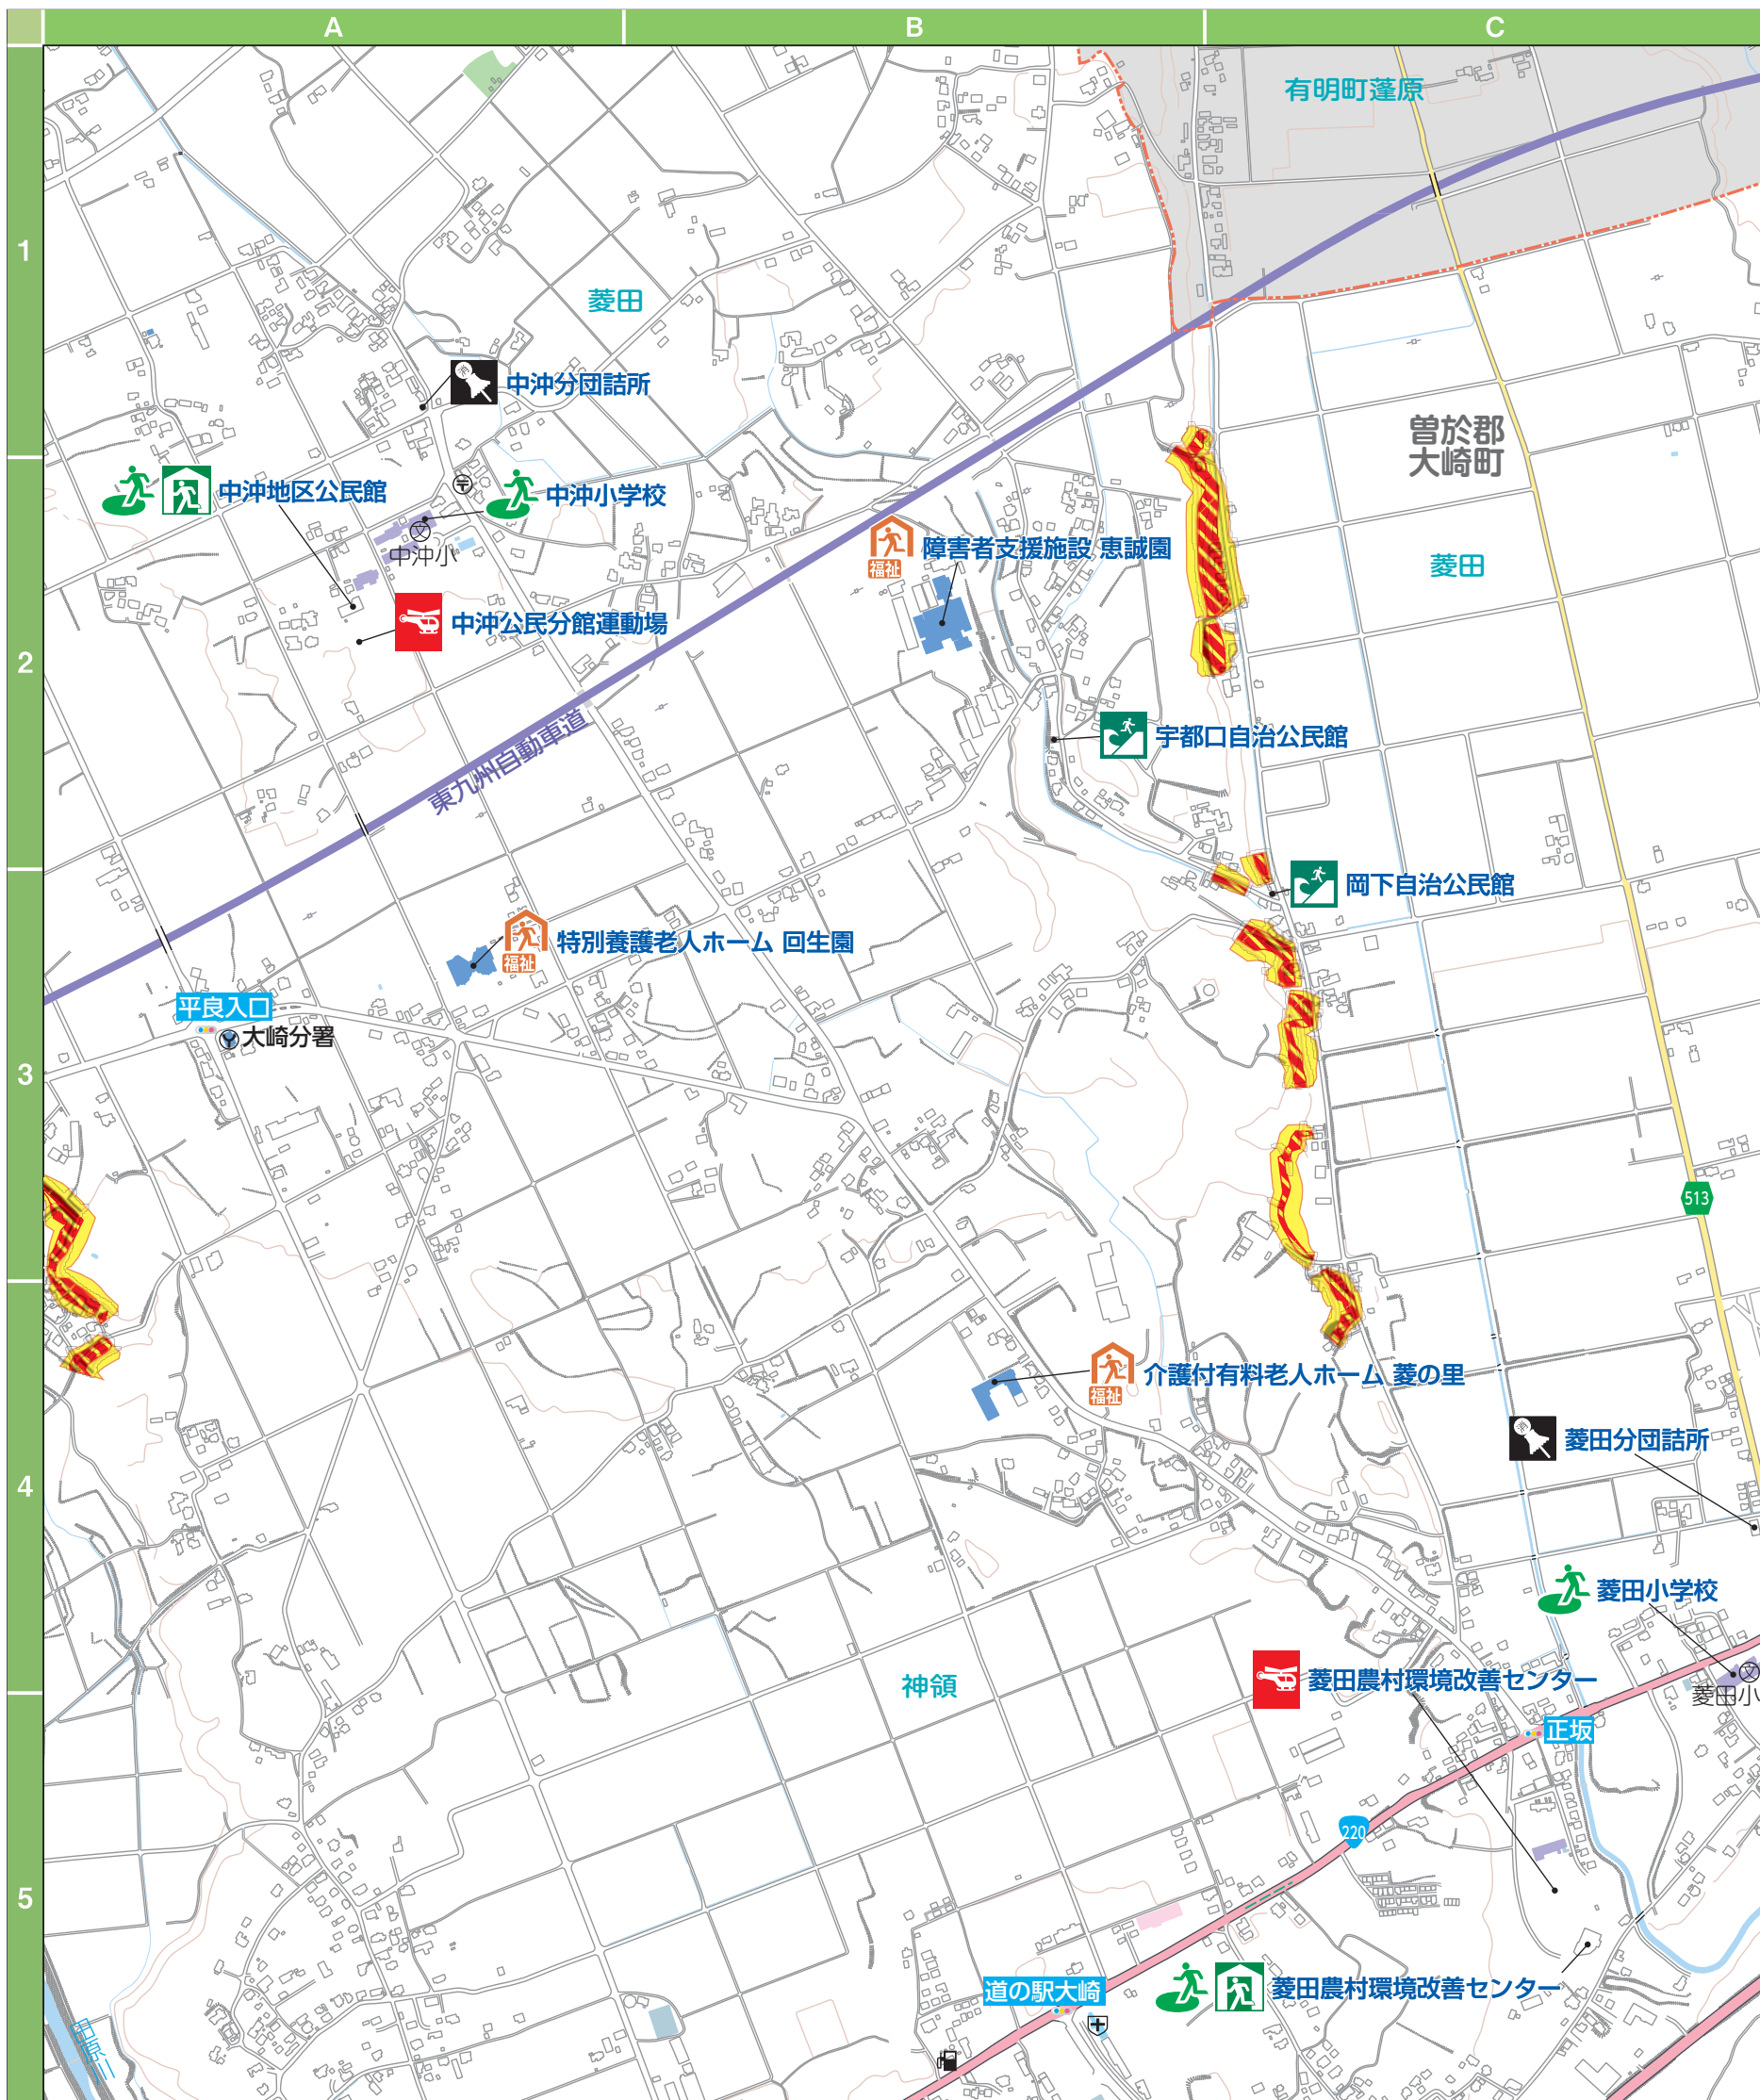 A
B
C
1
有明町蓬原
菱田
中沖分団詰所
曽於郡
大崎町
2
中沖地区公民館
中沖小学校
中沖小
福祉
障害者支援施設 恵誠園
菱田
中沖公民分館運動場
宇都口自治公民館
東九州自動車道
3
岡下自治公民館
福祉
特別養護老人ホーム 回生園
平良入口
大崎分署
513
4
福祉
介護付有料老人ホーム 菱の里
菱田分団詰所
菱田小学校
神領
菱田農村環境改善センター
菱田小
正坂
220
5
道の駅大崎
菱田農村環境改善センター